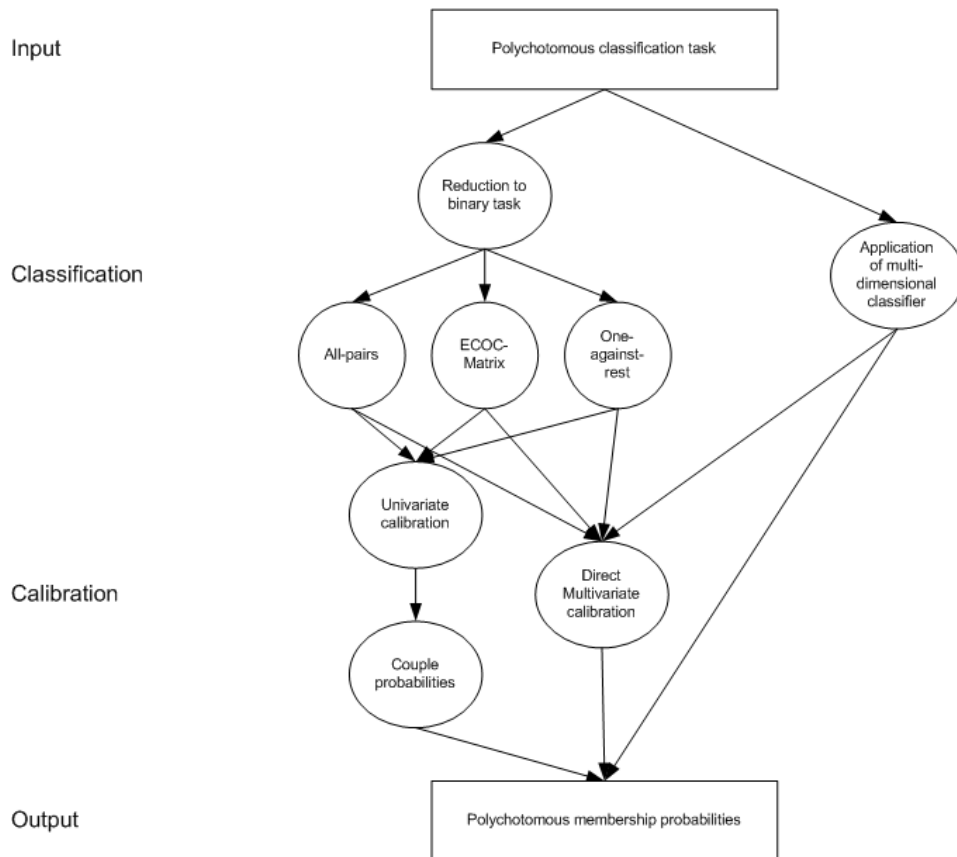 Input
Polychotomous classification task
Reduction to
binary task
Classification
Application
of multi-
dimensional
classifier
All-pairs
ECOC-
Matrix
One-
against-
rest
Univariate
calibration
Calibration
Direct
Multivariate
calibration
Couple
probabilities
Output
Polychotomous membership probabilities